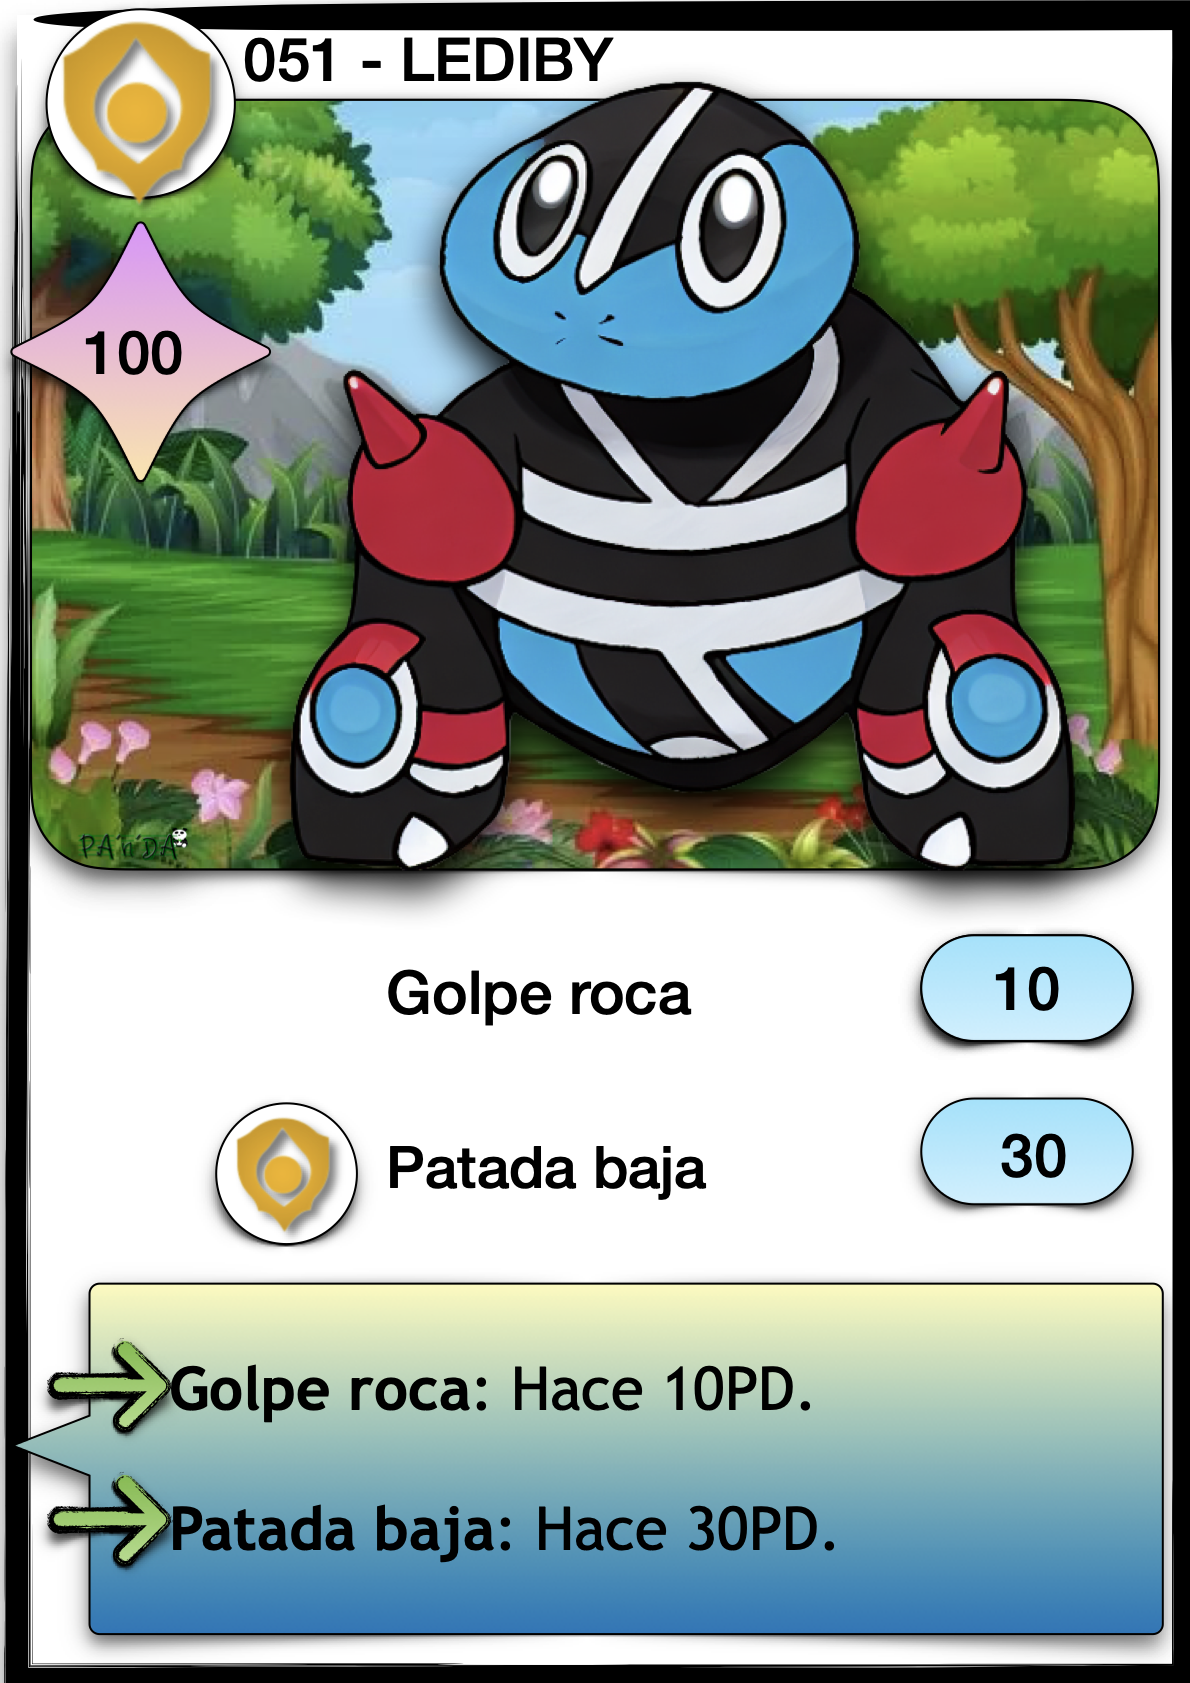 051 - LEDIBY
100
PANDA
Golpe roca 10
Patada baja 30
Golpe roca: Hace 10PD.
Patada baja: Hace 30PD.